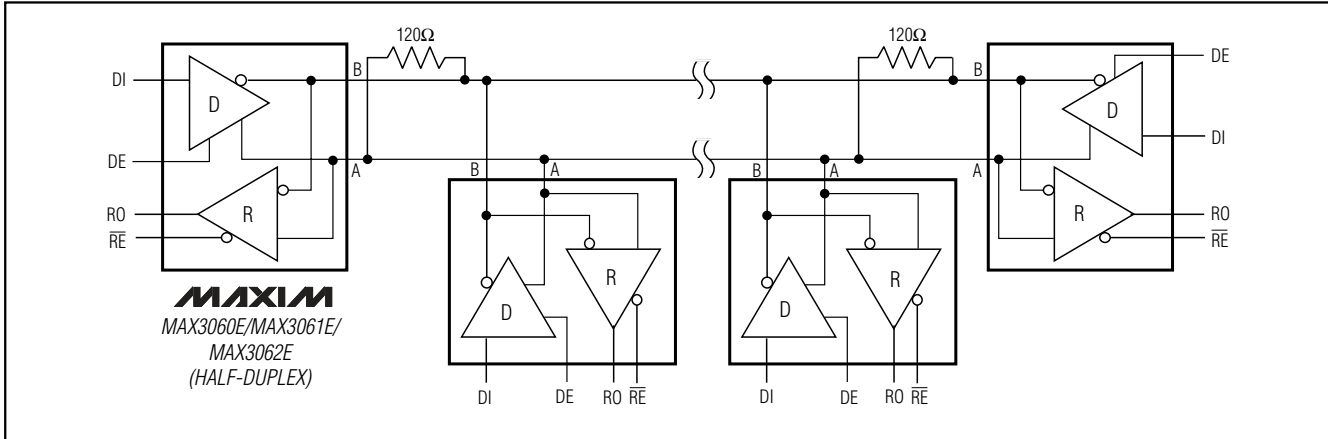 120Ω
120Ω
DI
B
D
DE
A
RO
R
RE
B
D
DE
DI
A
R
RO
RE
B
A
D
R
DI
DE
RO
RE
B
A
D
R
DI
DE
RO
RE
MAXIM
MAX3060E/MAX3061E/
MAX3062E
(HALF-DUPLEX)